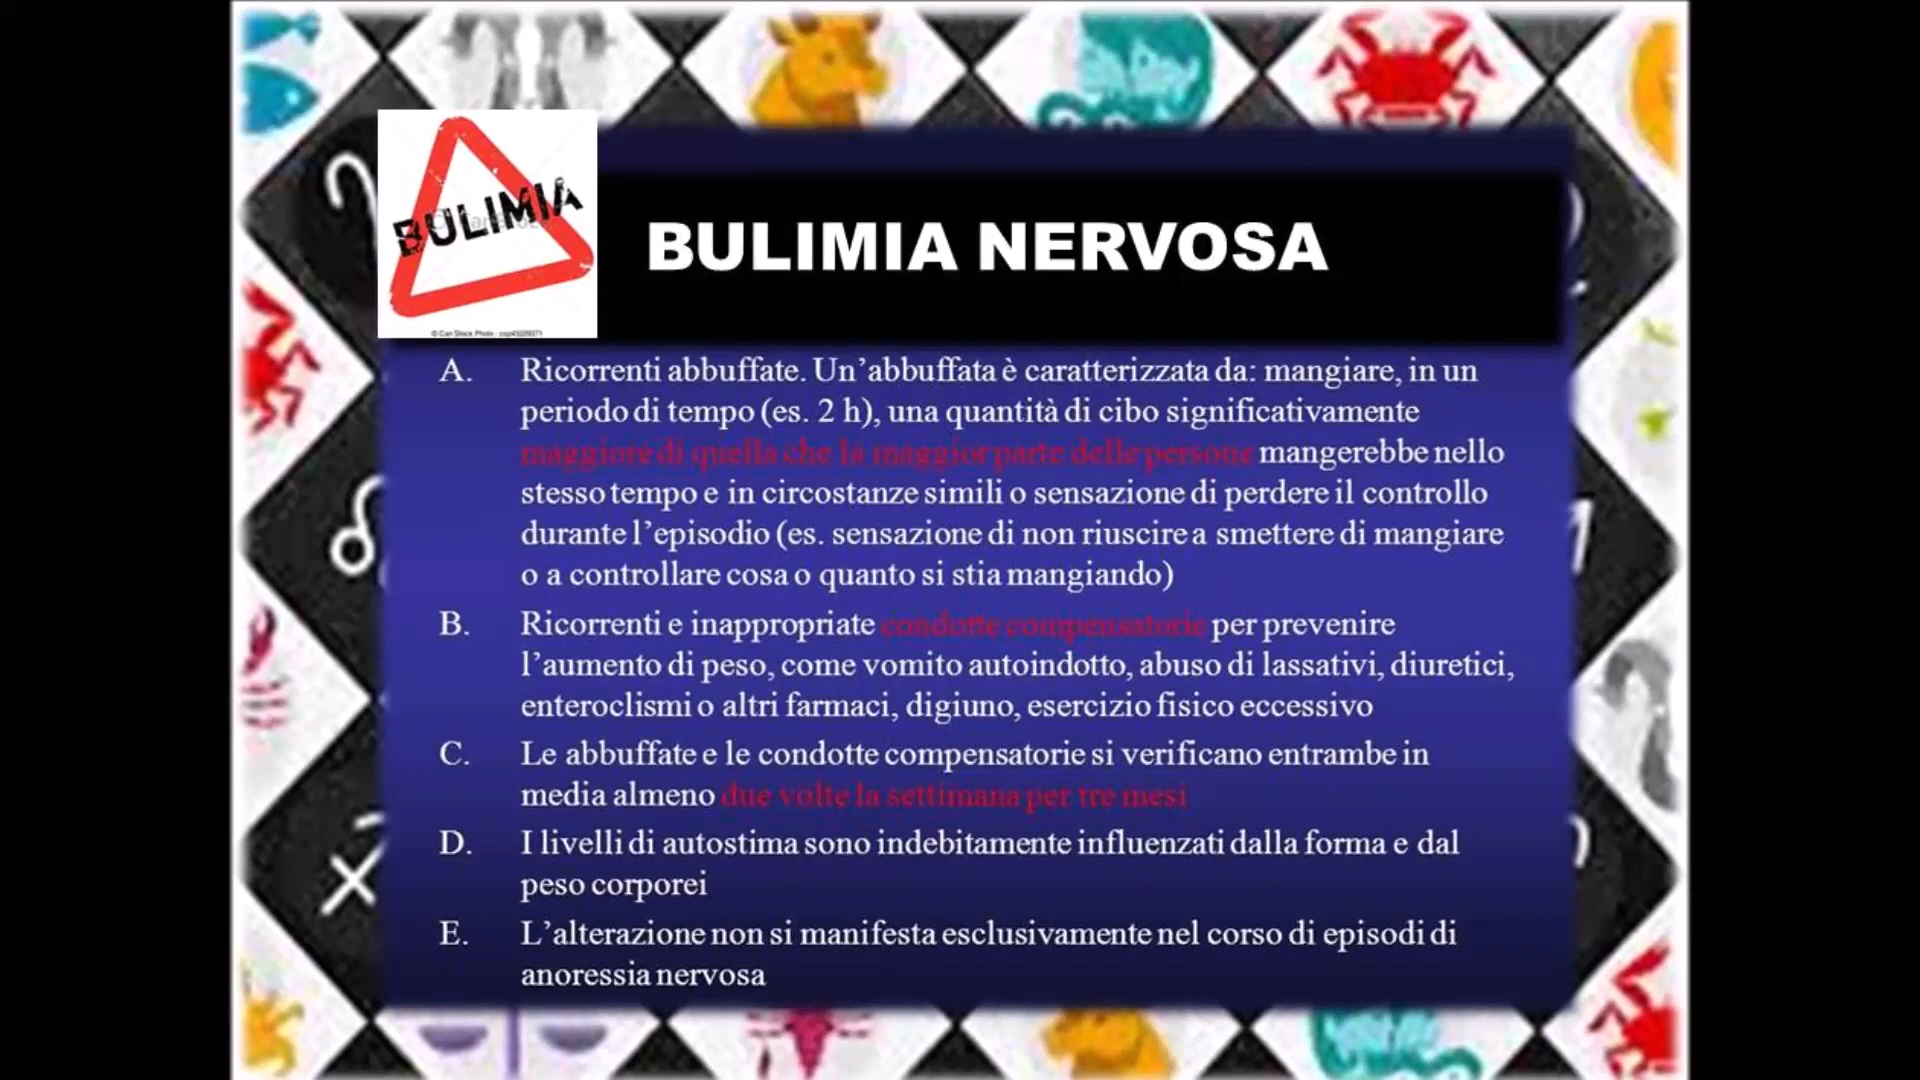 BULIMIA
© Can Stock Photo - csp43229371
BULIMIA NERVOSA
A. Ricorrenti abbuffate. Un’abbuffata è caratterizzata da: mangiare, in un
periodo di tempo (es. 2 h), una quantità di cibo significativamente
maggiore di quella che la maggior parte delle persone mangerebbe nello
stesso tempo e in circostanze simili o sensazione di perdere il controllo
durante l’episodio (es. sensazione di non riuscire a smettere di mangiare
o a controllare cosa o quanto si stia mangiando)
B. Ricorrenti e inappropriate condotte compensatorie per prevenire
l’aumento di peso, come vomito autoindotto, abuso di lassativi, diuretici,
enteroclismi o altri farmaci, digiuno, esercizio fisico eccessivo
C. Le abbuffate e le condotte compensatorie si verificano entrambe in
media almeno due volte la settimana per tre mesi
D. I livelli di autostima sono indebitamente influenzati dalla forma e dal
peso corporei
E. L’alterazione non si manifesta esclusivamente nel corso di episodi di
anoressia nervosa